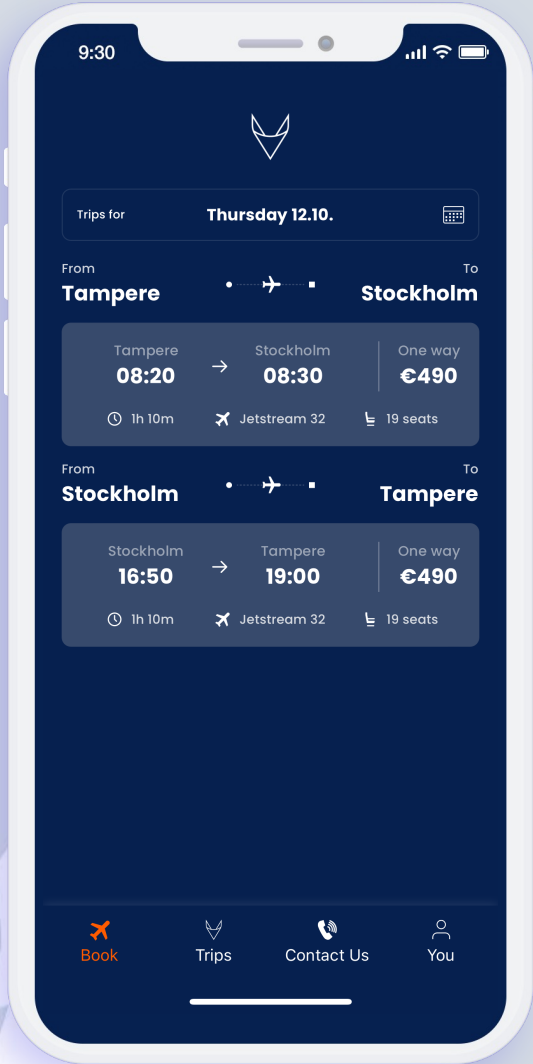 9:30
Trips for Thursday 12.10.
From To
Tampere Stockholm
Tampere Stockholm One way
08:20 08:30 €490
1h 10m Jetstream 32 19 seats
From To
Stockholm Tampere
Stockholm Tampere One way
16:50 19:00 €490
1h 10m Jetstream 32 19 seats
Book Trips Contact Us You